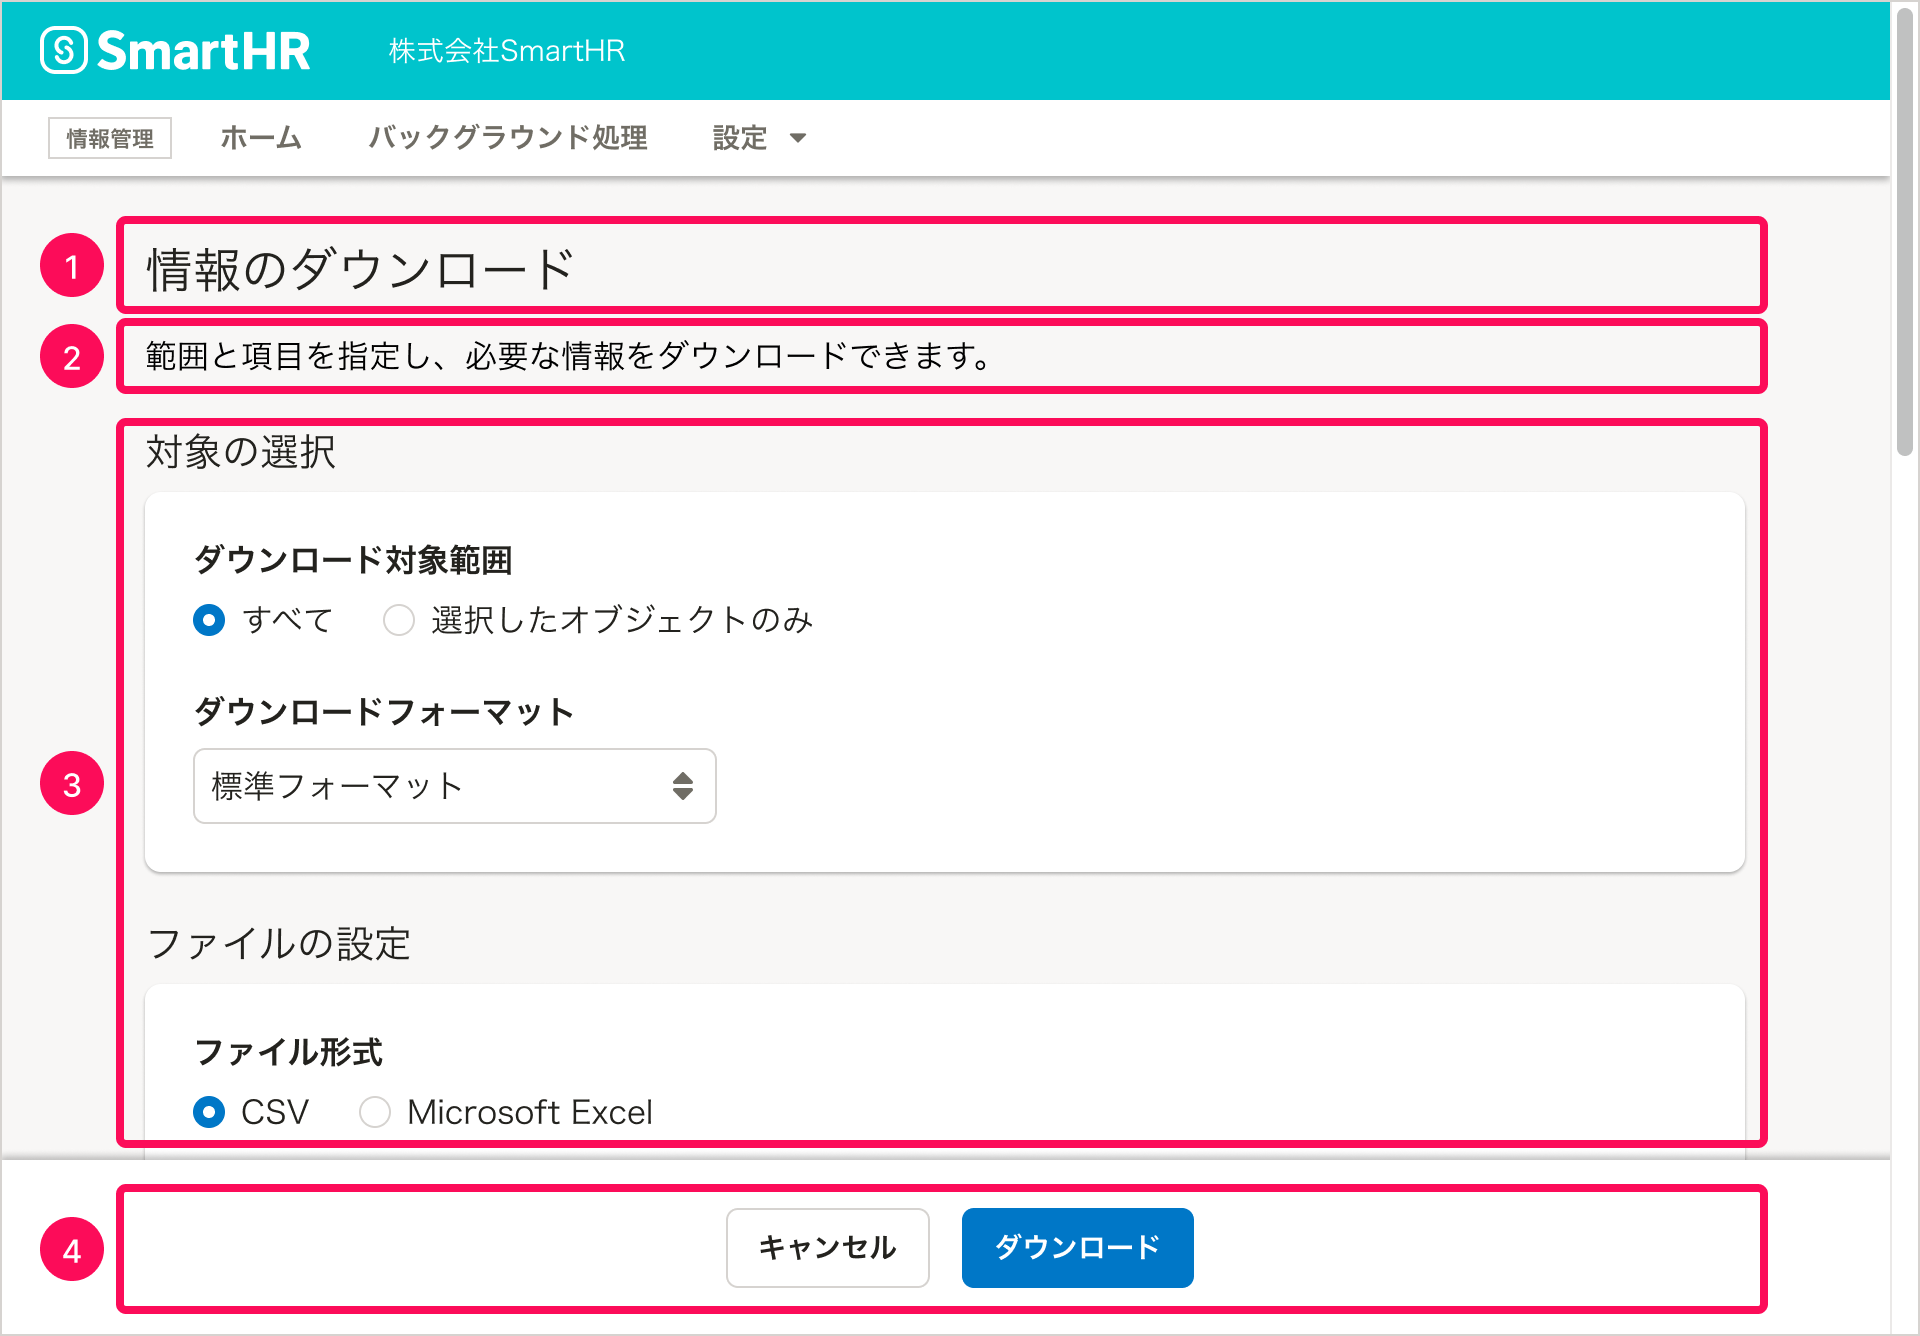 SmartHR 株式会社SmartHR
情報管理 ホーム バックグラウンド処理 設定
1 情報のダウンロード
2 範囲と項目を指定し、必要な情報をダウンロードできます。
対象の選択
ダウンロード対象範囲
すべて 選択したオブジェクトのみ
ダウンロードフォーマット
3 標準フォーマット
ファイルの設定
ファイル形式
CSV Microsoft Excel
4 キャンセル ダウンロード